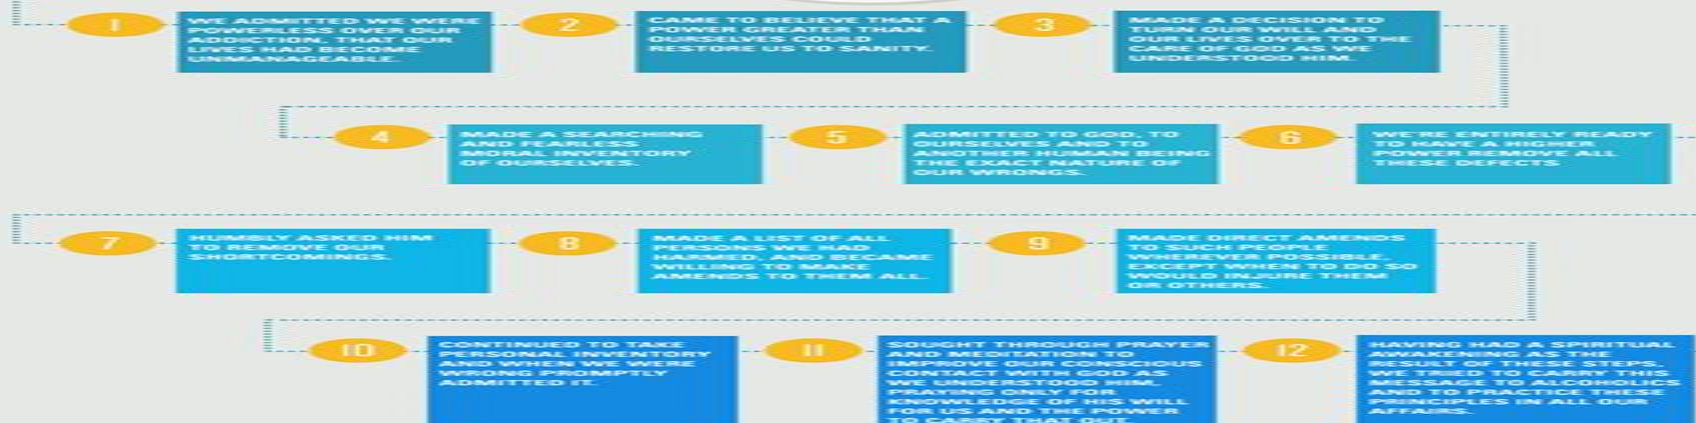 1
WE ADMITTED WE WERE
POWERLESS OVER OUR
ADDICTION, THAT OUR
LIVES HAD BECOME
UNMANAGEABLE.
2
CAME TO BELIEVE THAT A
POWER GREATER THAN
OURSELVES COULD
RESTORE US TO SANITY.
3
MADE A DECISION TO
TURN OUR WILL AND
OUR LIVES OVER TO THE
CARE OF GOD AS WE
UNDERSTOOD HIM.
4
MADE A SEARCHING
AND FEARLESS
MORAL INVENTORY
OF OURSELVES.
5
ADMITTED TO GOD, TO
OURSELVES AND TO
ANOTHER HUMAN BEING
THE EXACT NATURE OF
OUR WRONGS.
6
WE'RE ENTIRELY READY
TO HAVE A HIGHER
POWER REMOVE ALL
THESE DEFECTS
7
HUMBLY ASKED HIM
TO REMOVE OUR
SHORTCOMINGS.
8
MADE A LIST OF ALL
PERSONS WE HAD
HARMED, AND BECAME
WILLING TO MAKE
AMENDS TO THEM ALL.
9
MADE DIRECT AMENDS
TO SUCH PEOPLE
WHEREVER POSSIBLE,
EXCEPT WHEN TO DO SO
WOULD INJURE THEM
OR OTHERS.
10
CONTINUED TO TAKE
PERSONAL INVENTORY
AND WHEN WE WERE
WRONG PROMPTLY
ADMITTED IT.
11
SOUGHT THROUGH PRAYER
AND MEDITATION TO
IMPROVE OUR CONSCIOUS
CONTACT WITH GOD AS
WE UNDERSTOOD HIM,
PRAYING ONLY FOR
KNOWLEDGE OF HIS WILL
FOR US AND THE POWER
TO CARRY THAT OUT.
12
HAVING HAD A SPIRITUAL
AWAKENING AS THE
RESULT OF THESE STEPS,
WE TRIED TO CARRY THIS
MESSAGE TO ALCOHOLICS
AND TO PRACTICE THESE
PRINCIPLES IN ALL OUR
AFFAIRS.